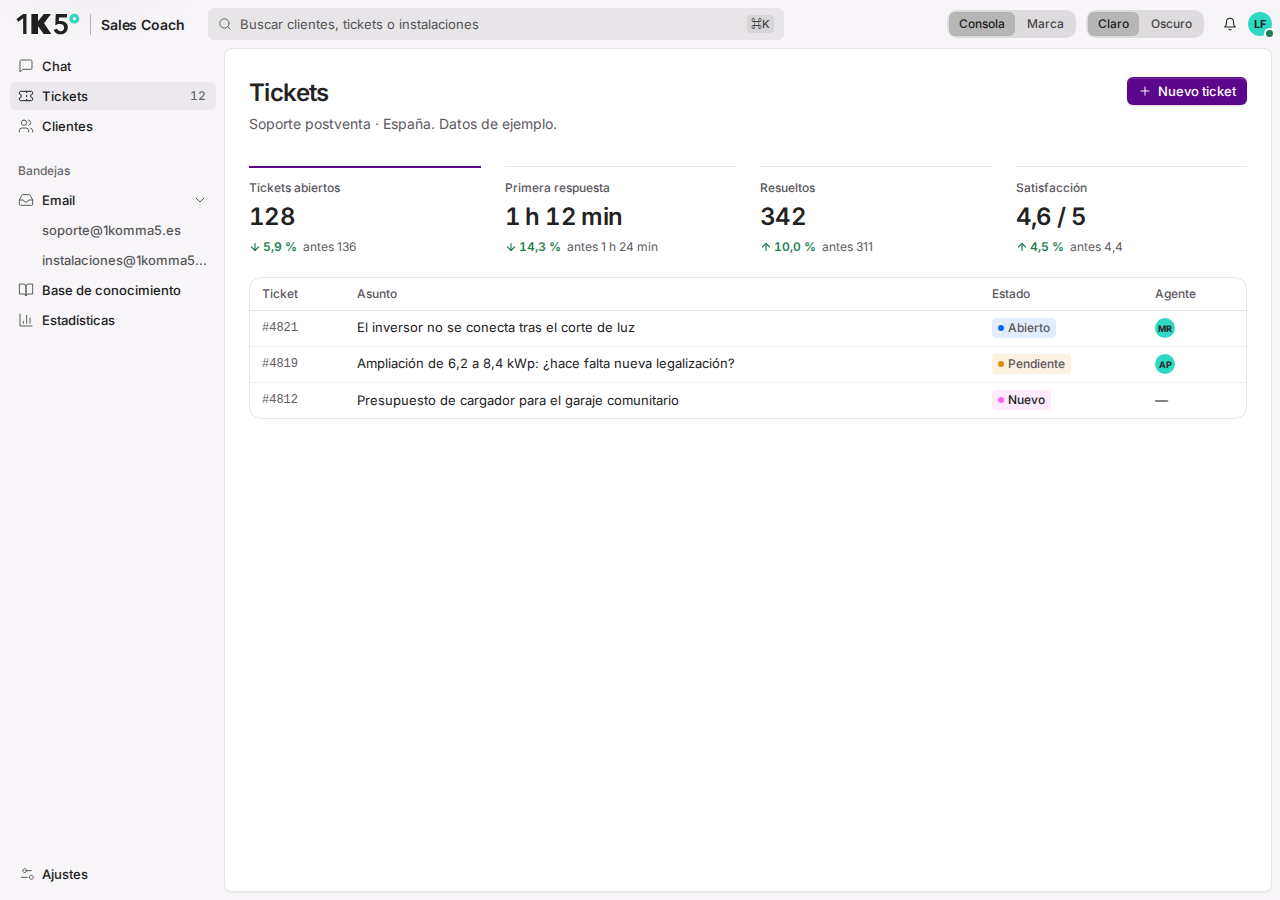 1K5° Sales Coach
Buscar clientes, tickets o instalaciones ⌘K
Consola Marca
Claro Oscuro
LF
Chat
Tickets 12
Clientes
Bandejas
Email
soporte@1komma5.es
instalaciones@1komma5...
Base de conocimiento
Estadísticas
Ajustes
Tickets
Nuevo ticket
Soporte postventa · España. Datos de ejemplo.
Tickets abiertos
128
↓ 5,9 % antes 136
Primera respuesta
1 h 12 min
↓ 14,3 % antes 1 h 24 min
Resueltos
342
↑ 10,0 % antes 311
Satisfacción
4,6 / 5
↑ 4,5 % antes 4,4
Ticket Asunto Estado Agente
#4821 El inversor no se conecta tras el corte de luz Abierto MR
#4819 Ampliación de 6,2 a 8,4 kWp: ¿hace falta nueva legalización? Pendiente AP
#4812 Presupuesto de cargador para el garaje comunitario Nuevo —